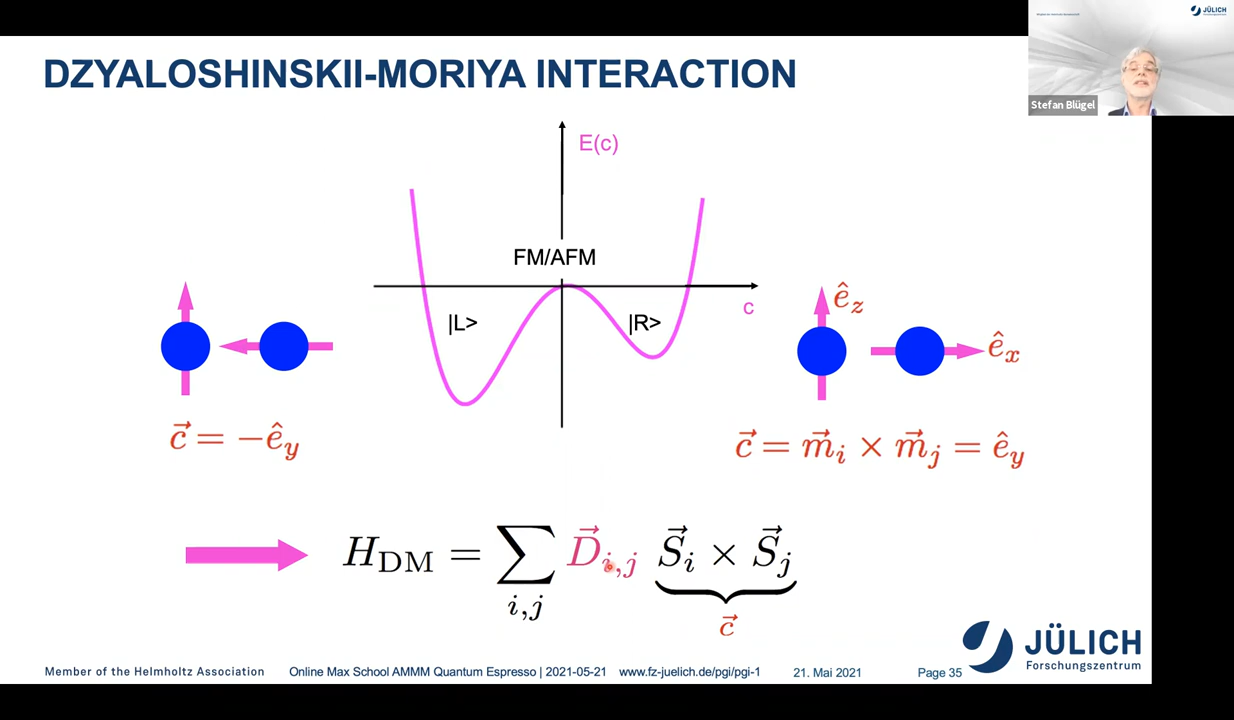 JÜLICH
Stefan Blügel
DZYALOSHINSKII-MORIYA INTERACTION
E(c)
FM/AFM
c
|L>
|R>
ê_z
ê_x
c⃗ = −ê_y
c⃗ = m⃗_i × m⃗_j = ê_y
H_DM = ∑_{i,j} D⃗_{i,j} S⃗_i × S⃗_j
c⃗
JÜLICH
Forschungszentrum
Member of the Helmholtz Association
Online Max School AMMM Quantum Espresso | 2021-05-21
www.fz-juelich.de/pgi/pgi-1
21. Mai 2021
Page 35